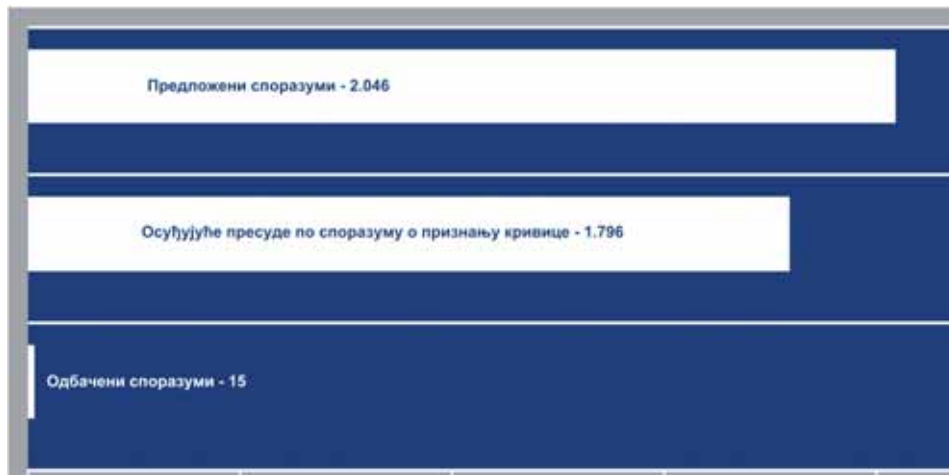 Предложени споразуми - 2.046
Осуђујуће пресуде по споразуму о признању кривице - 1.796
Одбачени споразуми - 15